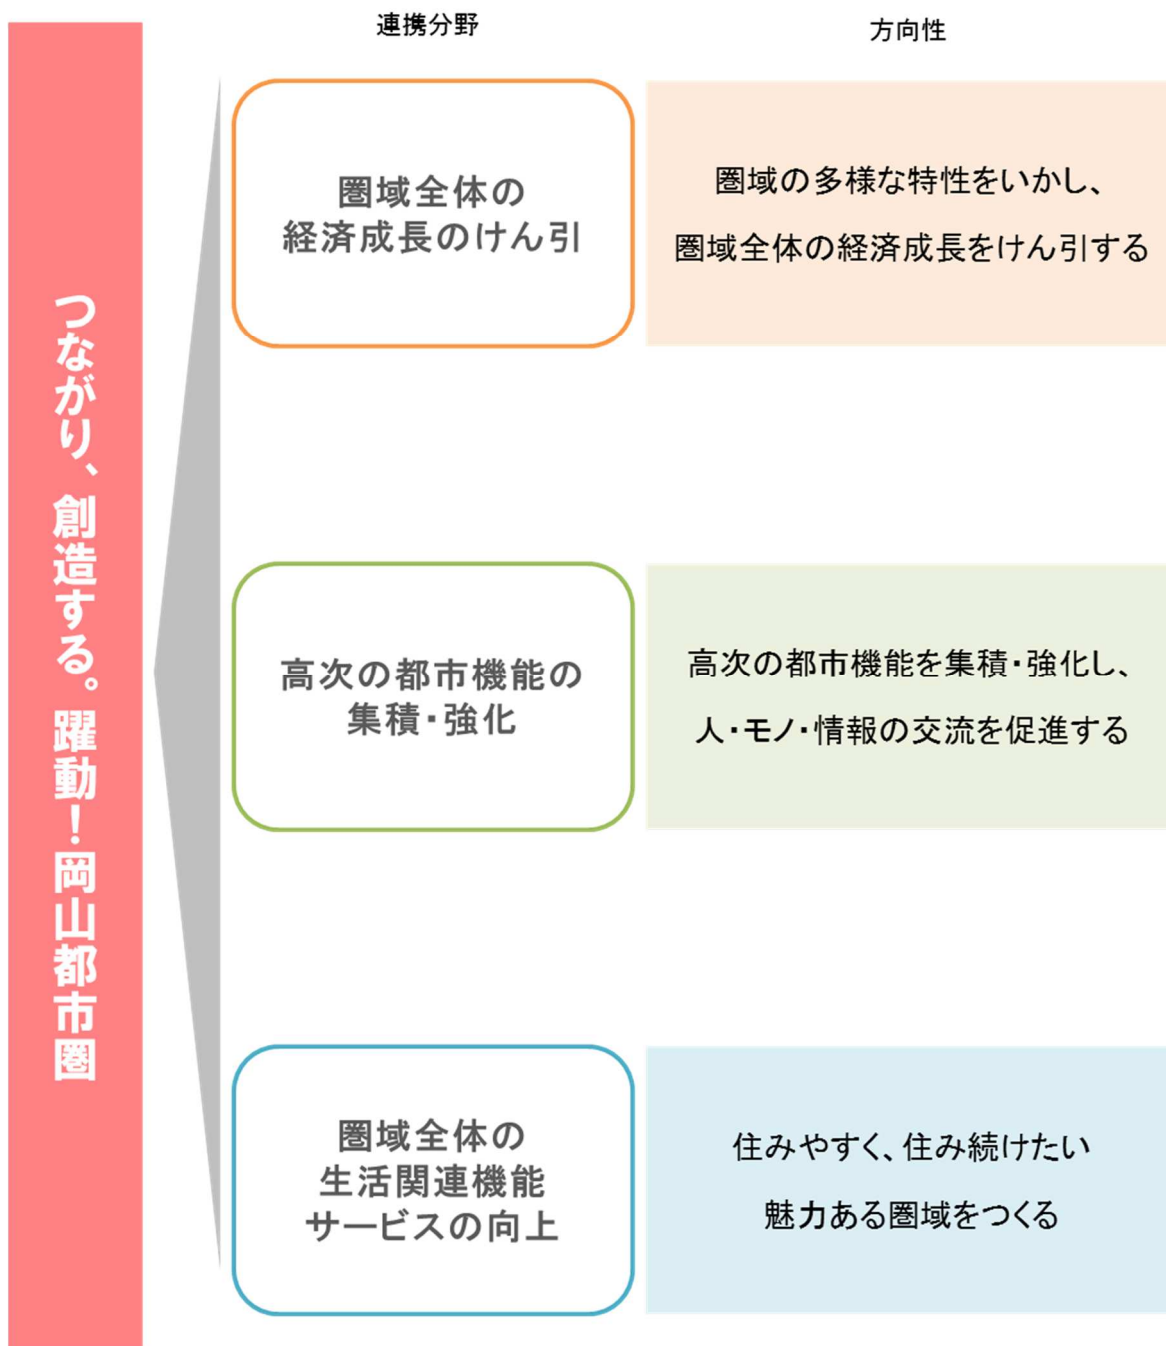 連携分野
方向性
つながり、創造する。躍動！岡山都市圏
圏域全体の
経済成長のけん引
圏域の多様な特性をいかし、
圏域全体の経済成長をけん引する
高次の都市機能の
集積・強化
高次の都市機能を集積・強化し、
人・モノ・情報の交流を促進する
圏域全体の
生活関連機能
サービスの向上
住みやすく、住み続けたい
魅力ある圏域をつくる